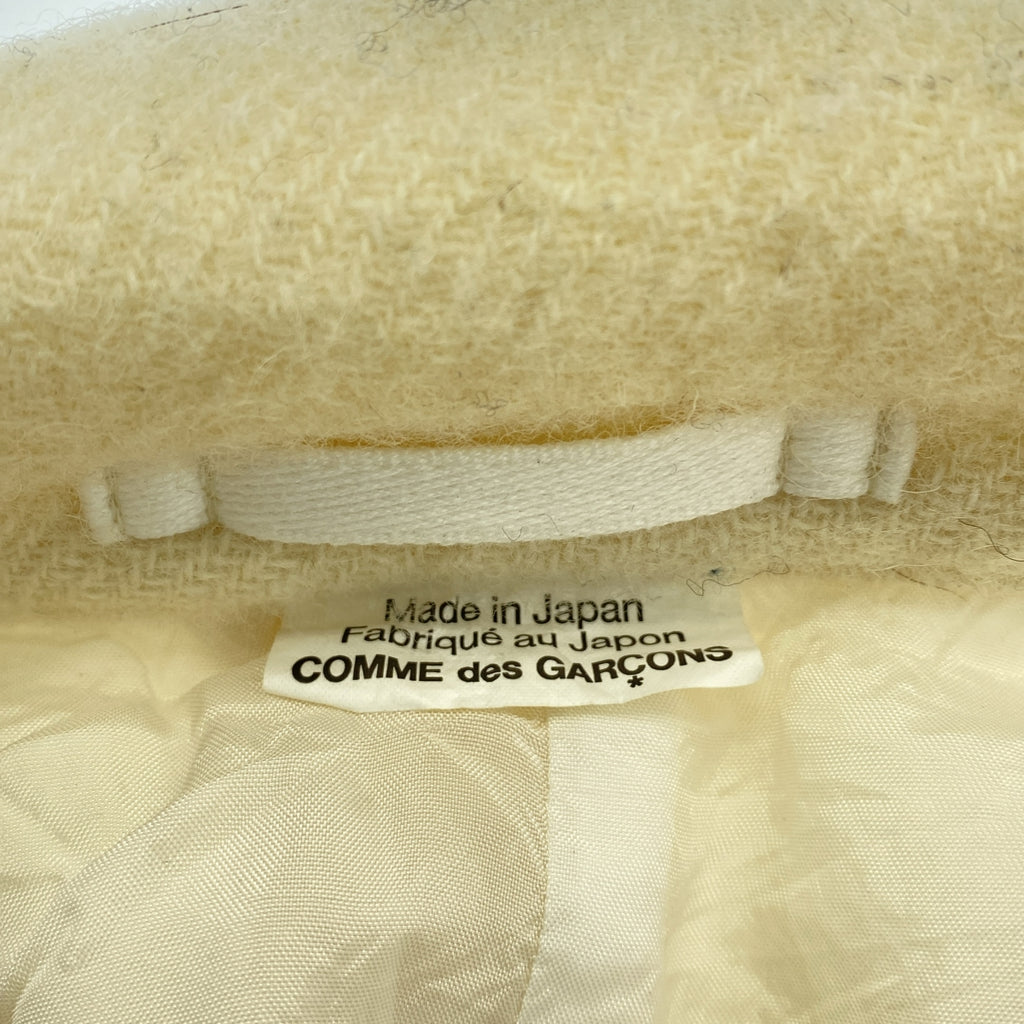 Made in Japan
Fabriqué au Japon
COMME des GARÇONS
*